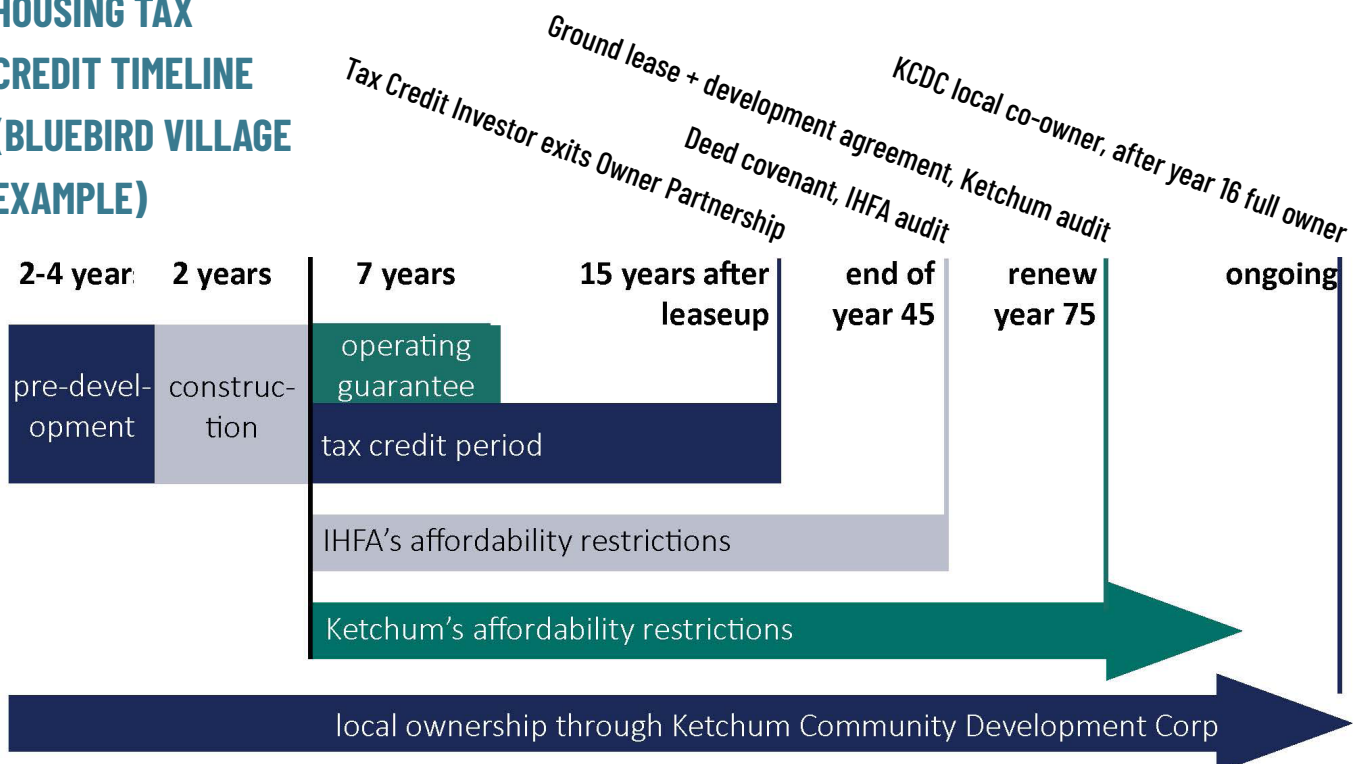 HOUSING TAX
CREDIT TIMELINE
(BLUEBIRD VILLAGE
EXAMPLE)
Tax Credit Investor exits Owner Partnership
Deed covenant, IHFA audit
Ground lease + development agreement, Ketchum audit
KCDC local co-owner, after year 16 full owner
2-4 year
2 years
7 years
15 years after
leaseup
end of
year 45
renew
year 75
ongoing
pre-devel-
opment
construc-
tion
operating
guarantee
tax credit period
IHFA's affordability restrictions
Ketchum's affordability restrictions
local ownership through Ketchum Community Development Corp